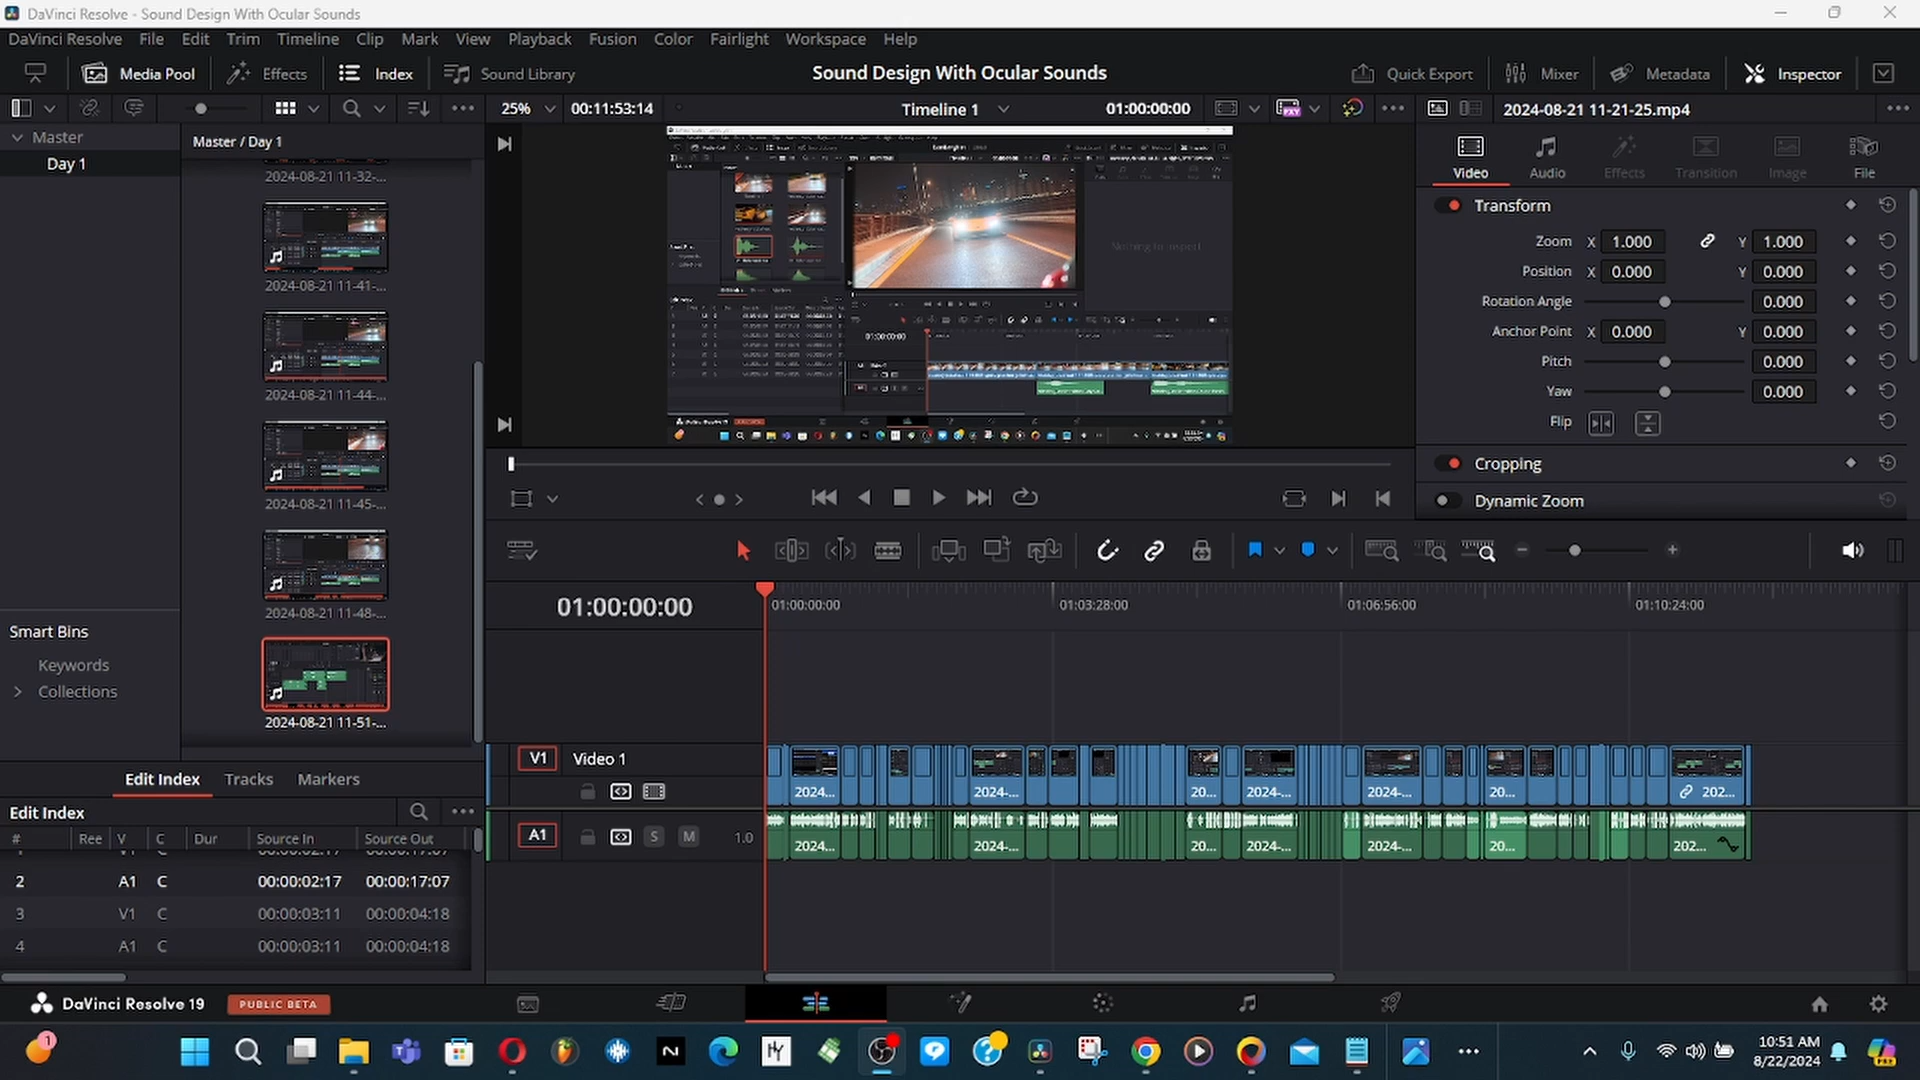 DaVinci Resolve - Sound Design With Ocular Sounds
DaVinci Resolve File Edit Trim Timeline Clip Mark View Playback Fusion Color Fairlight Workspace Help
Media Pool Effects Index Sound Library Sound Design With Ocular Sounds Quick Export Mixer Metadata Inspector
25% 00:11:53:14 Timeline 1 01:00:00:00 2024-08-21 11-21-25.mp4
Master
Master / Day 1
Day 1
2024-08-21 11-32-...
2024-08-21 11-41-...
2024-08-21 11-44-...
2024-08-21 11-45-...
2024-08-21 11-48-...
2024-08-21 11-51-...
Smart Bins
Keywords
Collections
Nothing to inspect
01:00:00:00
Video Audio Effects Transition Image File
Transform
Zoom X 1.000 Y 1.000
Position X 0.000 Y 0.000
Rotation Angle 0.000
Anchor Point X 0.000 Y 0.000
Pitch 0.000
Yaw 0.000
Flip
Cropping
Dynamic Zoom
01:00:00:00
01:00:00:00 01:03:28:00 01:06:56:00 01:10:24:00
V1 Video 1
2024... 2024-... 20... 2024-... 2024-... 20... 202...
A1 S M 1.0
2024... 2024-... 20... 2024-... 2024-... 20... 202...
Edit Index Tracks Markers
Edit Index
# Ree V C Dur Source In Source Out
2 A1 C 00:00:02:17 00:00:17:07
3 V1 C 00:00:03:11 00:00:04:18
4 A1 C 00:00:03:11 00:00:04:18
DaVinci Resolve 19 PUBLIC BETA
1
10:51 AM
8/22/2024